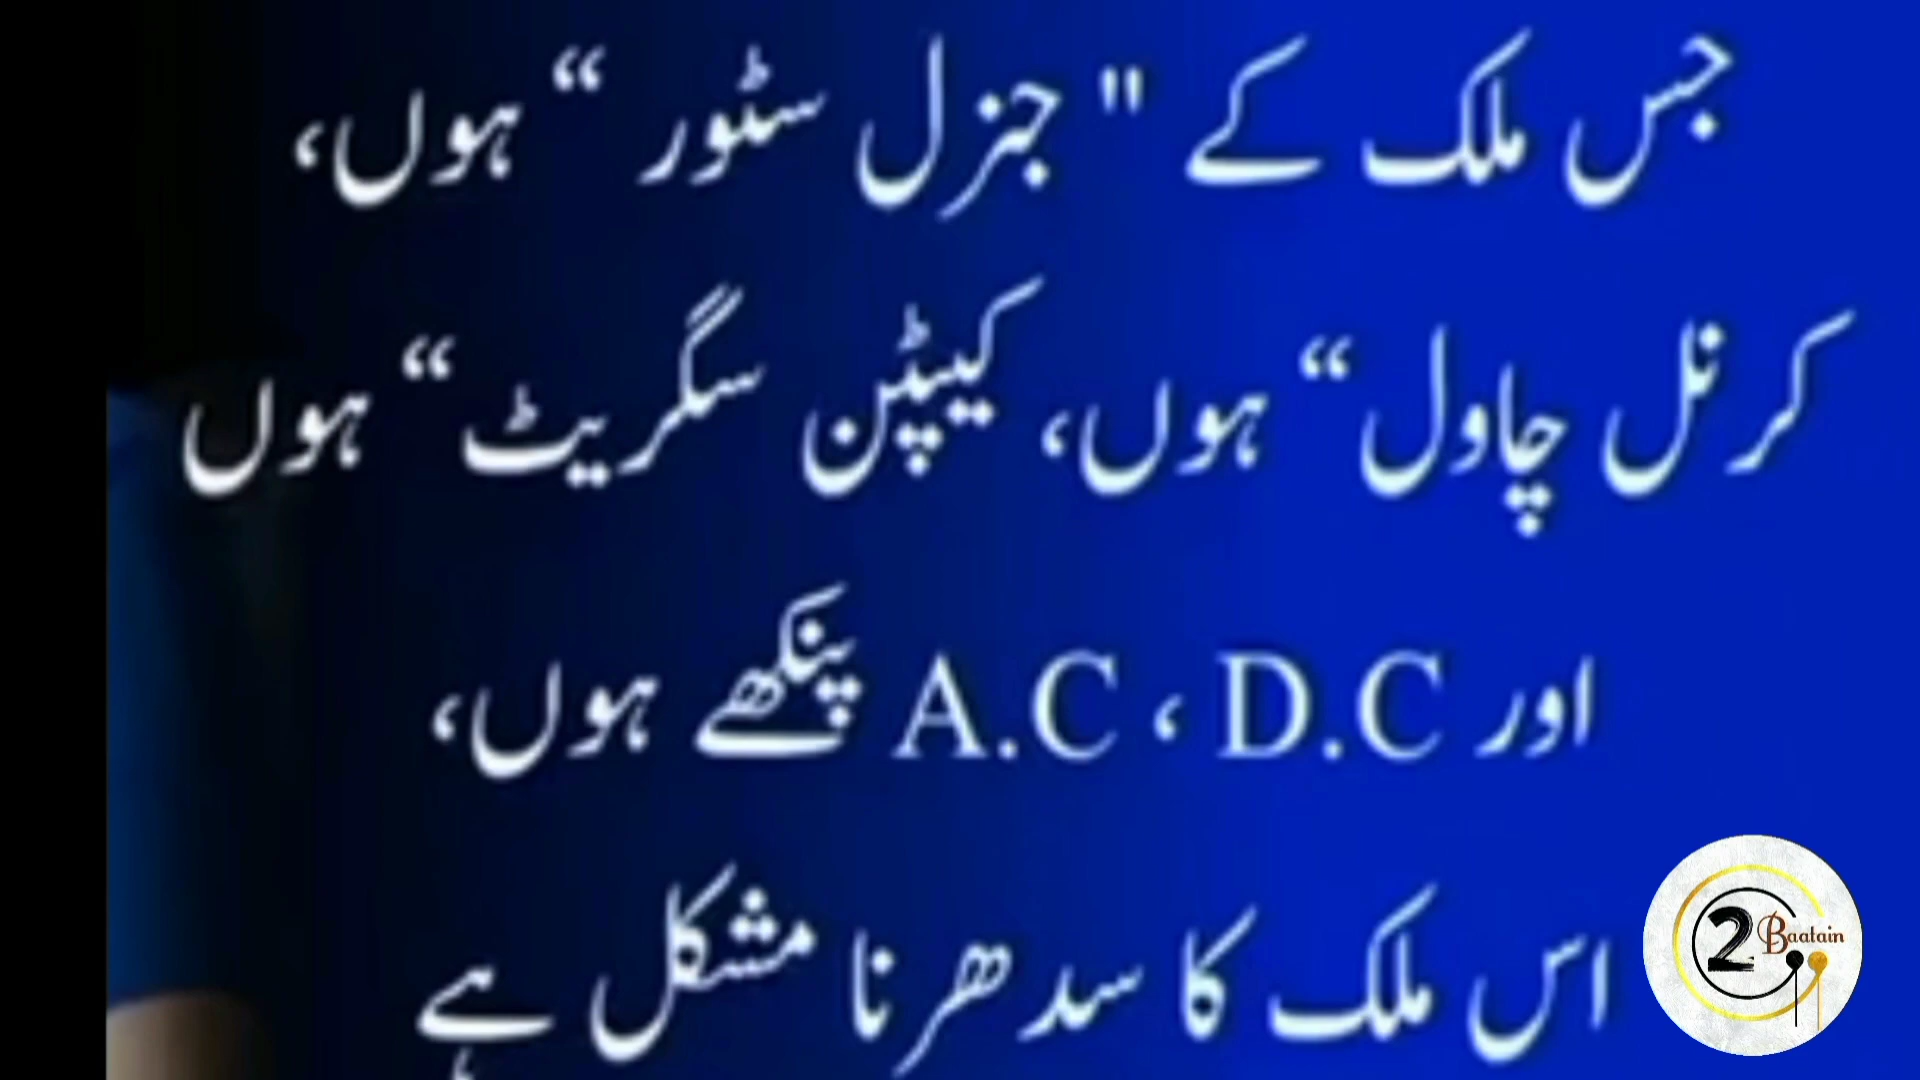 جس ملک کے " جنرل سٹور “ ہوں،
کرنل چاول“ ہوں، کیپٹن سگریٹ“ ہوں
اور A.C ، D.C پنکھے ہوں،
اس ملک کا سدھرنا مشکل ہے
2 Baatain